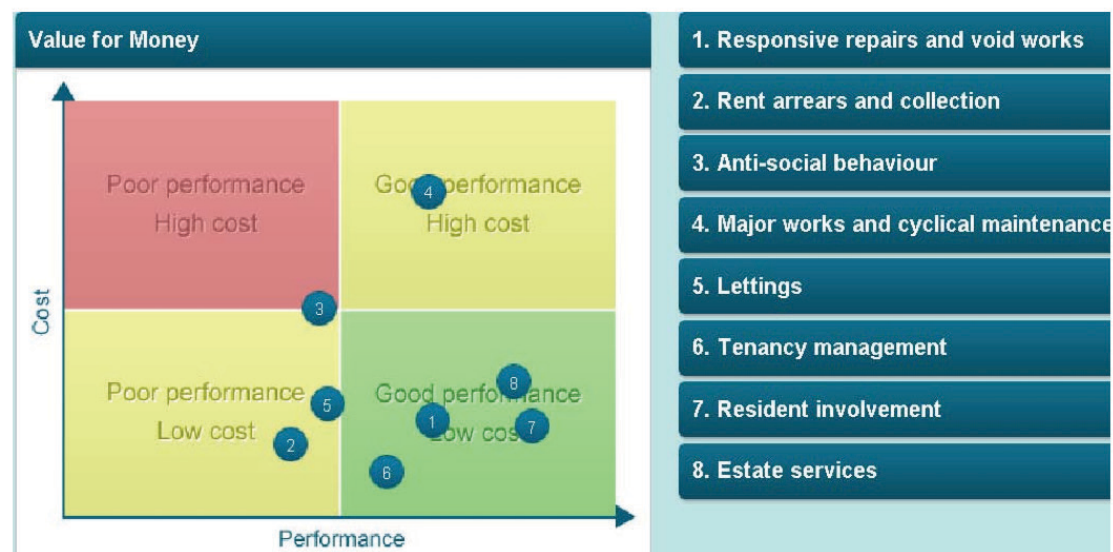 Value for Money
Cost
Poor performance
High cost
Good performance
High cost
4
3
Poor performance
Low cost
Good performance
Low cost
5
2
8
1
7
6
Performance
1. Responsive repairs and void works
2. Rent arrears and collection
3. Anti-social behaviour
4. Major works and cyclical maintenance
5. Lettings
6. Tenancy management
7. Resident involvement
8. Estate services